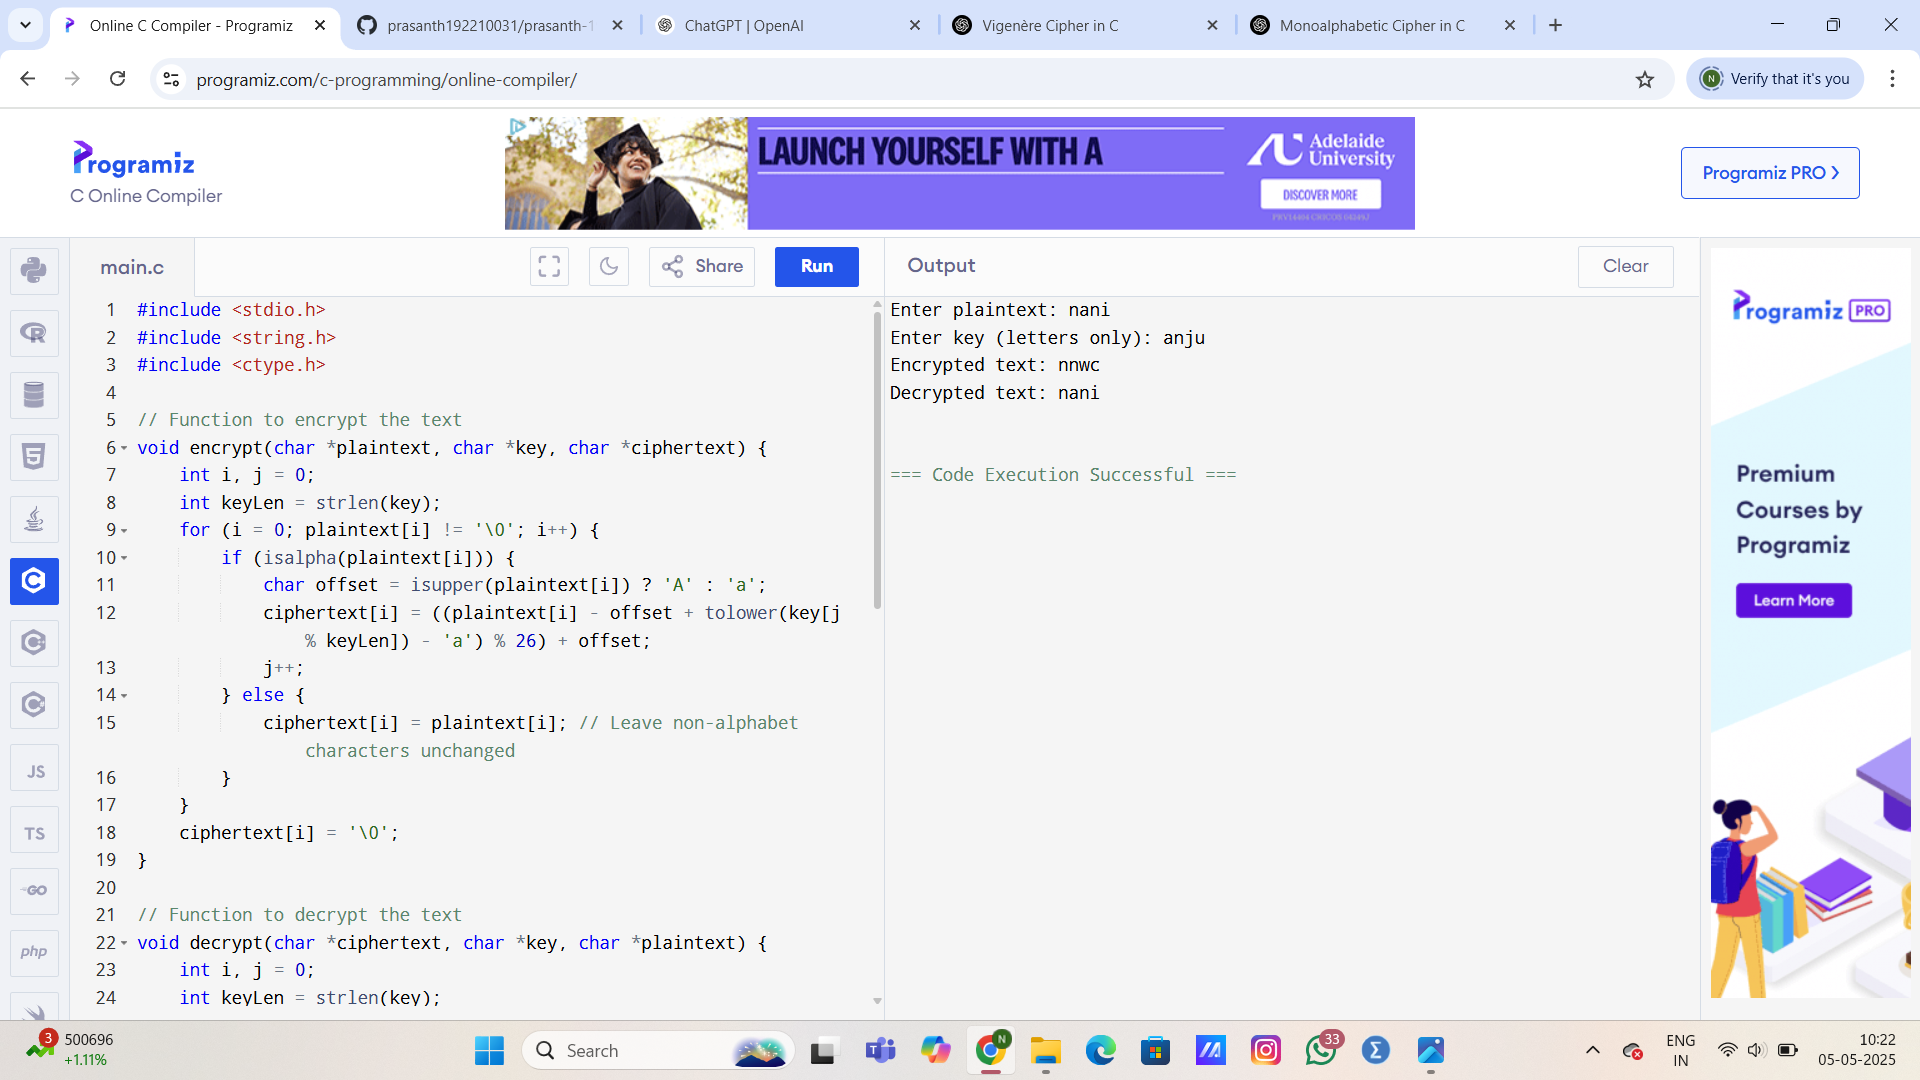 Online C Compiler - Programiz
prasanth192210031/prasanth-1
ChatGPT | OpenAI
Vigenère Cipher in C
Monoalphabetic Cipher in C
programiz.com/c-programming/online-compiler/
N
Verify that it's you
Programiz
C Online Compiler
LAUNCH YOURSELF WITH A
Adelaide
University
DISCOVER MORE
Programiz PRO
main.c
Share
Run
Output
Clear
1 #include <stdio.h>
2 #include <string.h>
3 #include <ctype.h>
4
5 // Function to encrypt the text
6 void encrypt(char *plaintext, char *key, char *ciphertext) {
7 int i, j = 0;
8 int keyLen = strlen(key);
9 for (i = 0; plaintext[i] != '\0'; i++) {
10 if (isalpha(plaintext[i])) {
11 char offset = isupper(plaintext[i]) ? 'A' : 'a';
12 ciphertext[i] = ((plaintext[i] - offset + tolower(key[j
% keyLen]) - 'a') % 26) + offset;
13 j++;
14 } else {
15 ciphertext[i] = plaintext[i]; // Leave non-alphabet
characters unchanged
16 }
17 }
18 ciphertext[i] = '\0';
19 }
20
21 // Function to decrypt the text
22 void decrypt(char *ciphertext, char *key, char *plaintext) {
23 int i, j = 0;
24 int keyLen = strlen(key);
Enter plaintext: nani
Enter key (letters only): anju
Encrypted text: nnwc
Decrypted text: nani
=== Code Execution Successful ===
JS
TS
GO
php
Programiz PRO
Premium
Courses by
Programiz
Learn More
3
500696
+1.11%
Search
N
33
ENG
IN
10:22
05-05-2025